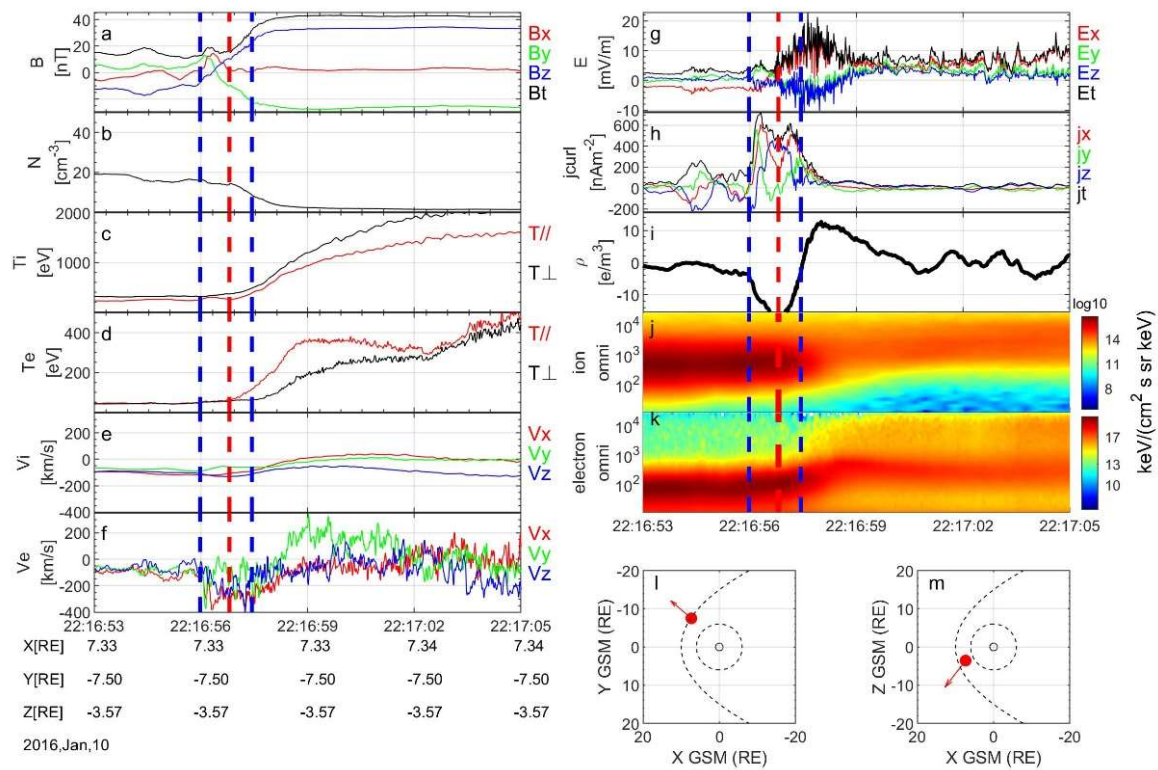 a
B
[nT]
40
20
0
Bx
By
Bz
Bt
b
N
[cm-3]
40
20
c
Ti
[eV]
2000
1000
T//
T⊥
d
Te
[eV]
400
200
T//
T⊥
e
Vi
[km/s]
200
0
-200
-400
Vx
Vy
Vz
f
Ve
[km/s]
200
0
-200
-400
Vx
Vy
Vz
22:16:53 22:16:56 22:16:59 22:17:02 22:17:05
X[RE] 7.33 7.33 7.33 7.34 7.34
Y[RE] -7.50 -7.50 -7.50 -7.50 -7.50
Z[RE] -3.57 -3.57 -3.57 -3.57 -3.57
2016,Jan,10
g
E
[mV/m]
20
10
0
-10
Ex
Ey
Ez
Et
h
jcurl
[nAm-2]
600
400
200
0
-200
jx
jy
jz
jt
i
ρ
[e/m3]
10
0
-10
j
ion
omni
104
103
102
log10
14
11
8
k
electron
omni
104
103
102
17
13
10
keV/(cm2 s sr keV)
22:16:53 22:16:56 22:16:59 22:17:02 22:17:05
l
Y GSM (RE)
-20
-10
0
10
20
20 0 -20
X GSM (RE)
m
Z GSM (RE)
20
10
0
-10
-20
20 0 -20
X GSM (RE)